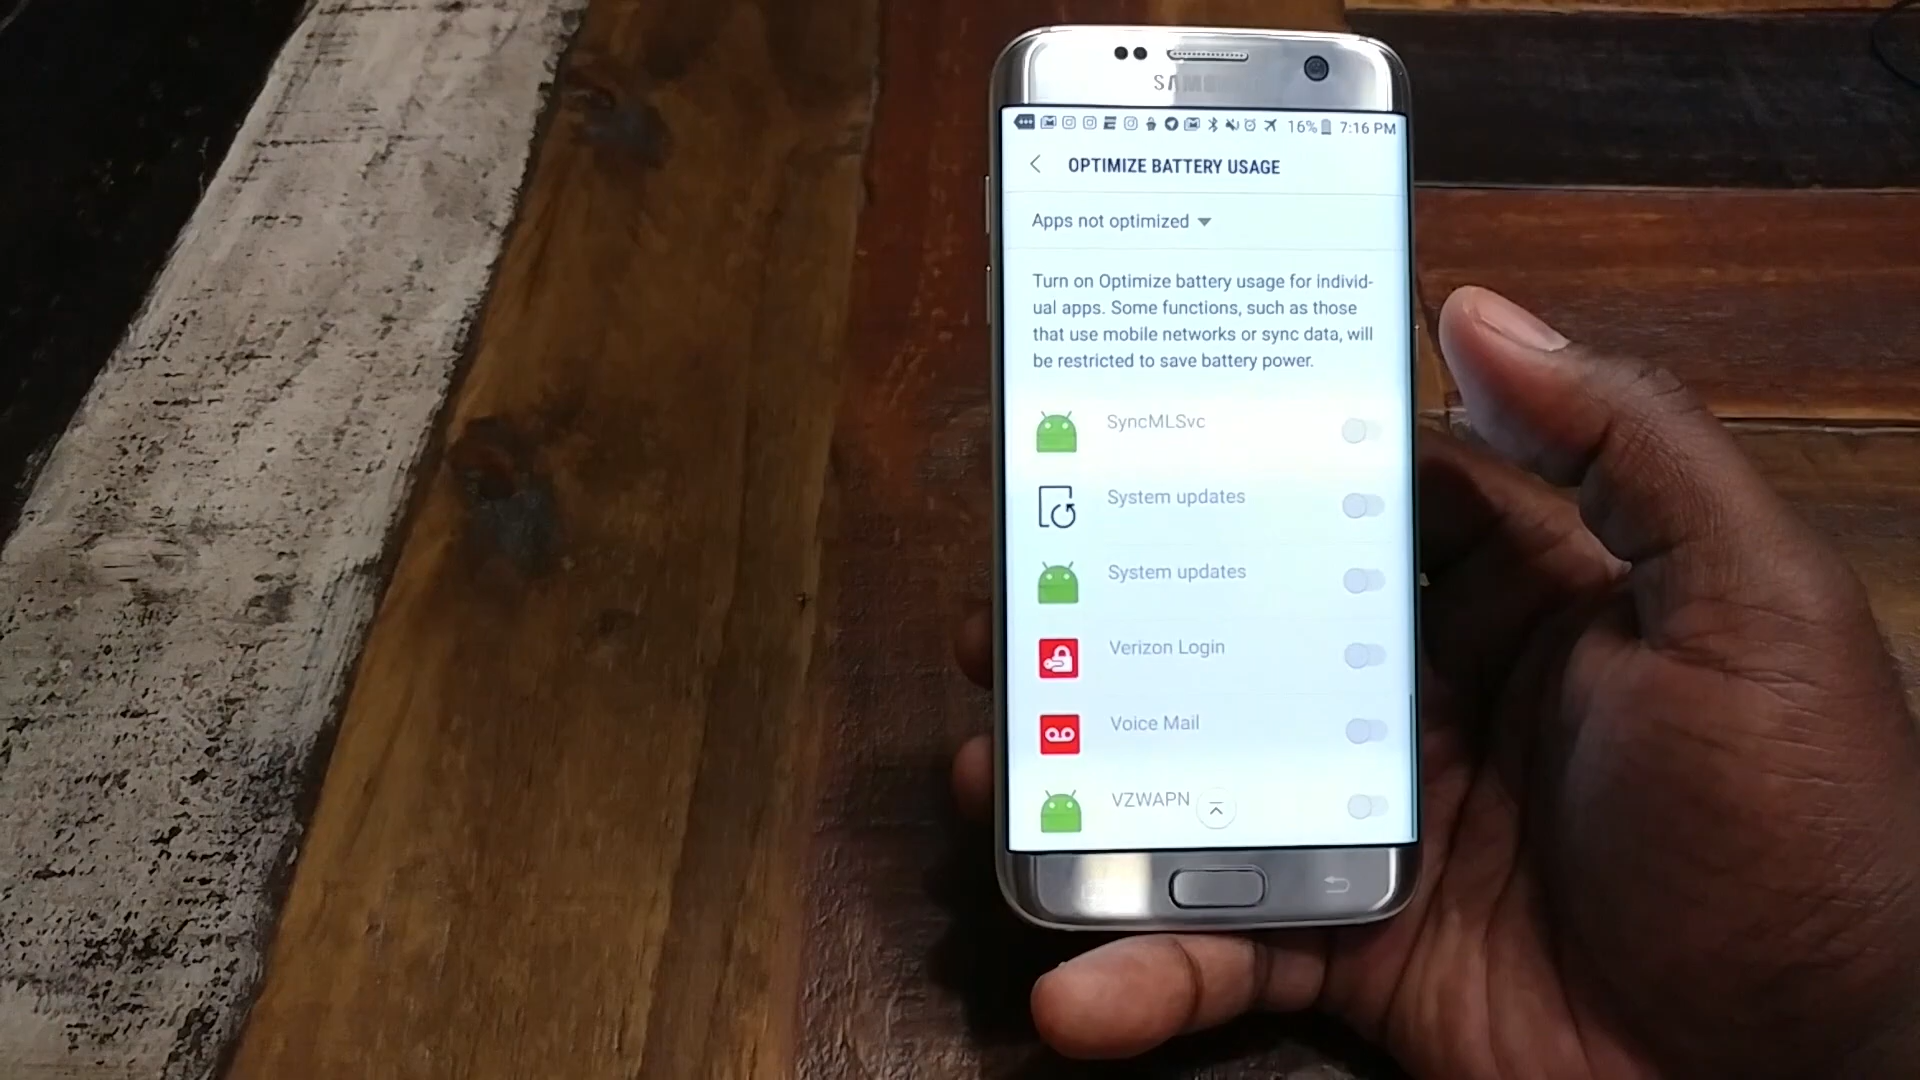 SAMSUNG
16% 7:16 PM
OPTIMIZE BATTERY USAGE
Apps not optimized
Turn on Optimize battery usage for individ-
ual apps. Some functions, such as those
that use mobile networks or sync data, will
be restricted to save battery power.
SyncMLSvc
System updates
System updates
Verizon Login
Voice Mail
VZWAPN